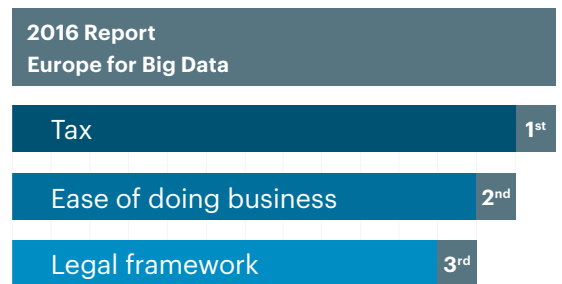 2016 Report
Europe for Big Data
Tax 1st
Ease of doing business 2nd
Legal framework 3rd